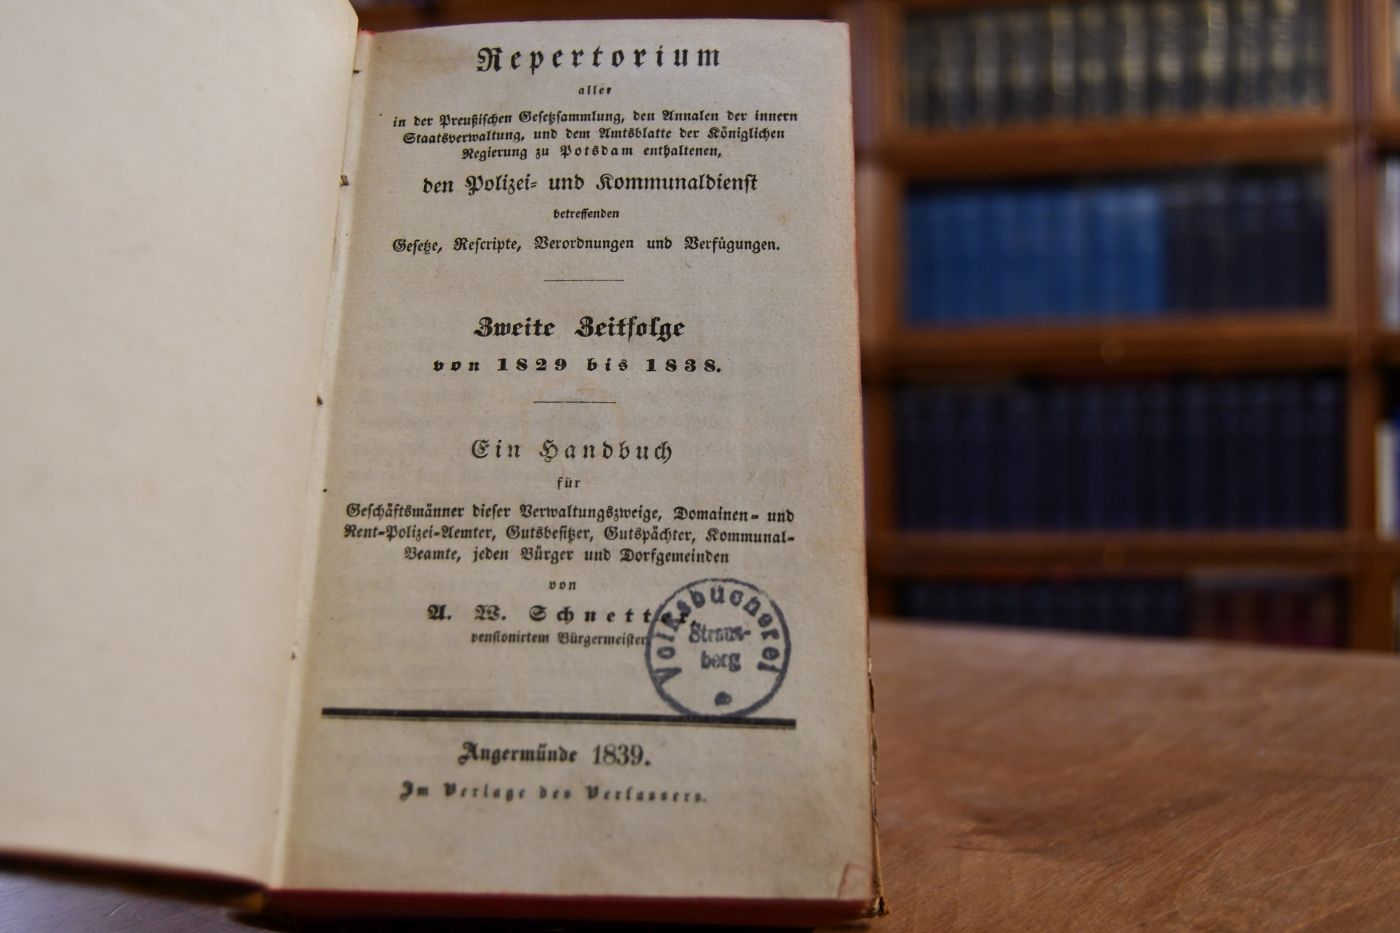 Repertorium
aller
in der Preußischen Gesetzsammlung, den Annalen der innern
Staatsverwaltung, und dem Amtsblatte der Königlichen
Regierung zu Potsdam enthaltenen,
den Polizei- und Kommunaldienst
betreffenden
Gesetze, Rescripte, Verordnungen und Verfügungen.
Zweite Zeitfolge
von 1829 bis 1838.
Ein Handbuch
für
Geschäftsmänner dieser Verwaltungszweige, Domainen- und
Rent-Polizei-Aemter, Gutsbesitzer, Gutspächter, Kommunal-
Beamte, jeden Bürger und Dorfgemeinden
von
A. W. Schnetter,
pensionirtem Bürgermeister
Volksbücherei
Straus-
berg
Angermünde 1839.
Im Verlage des Verfassers.